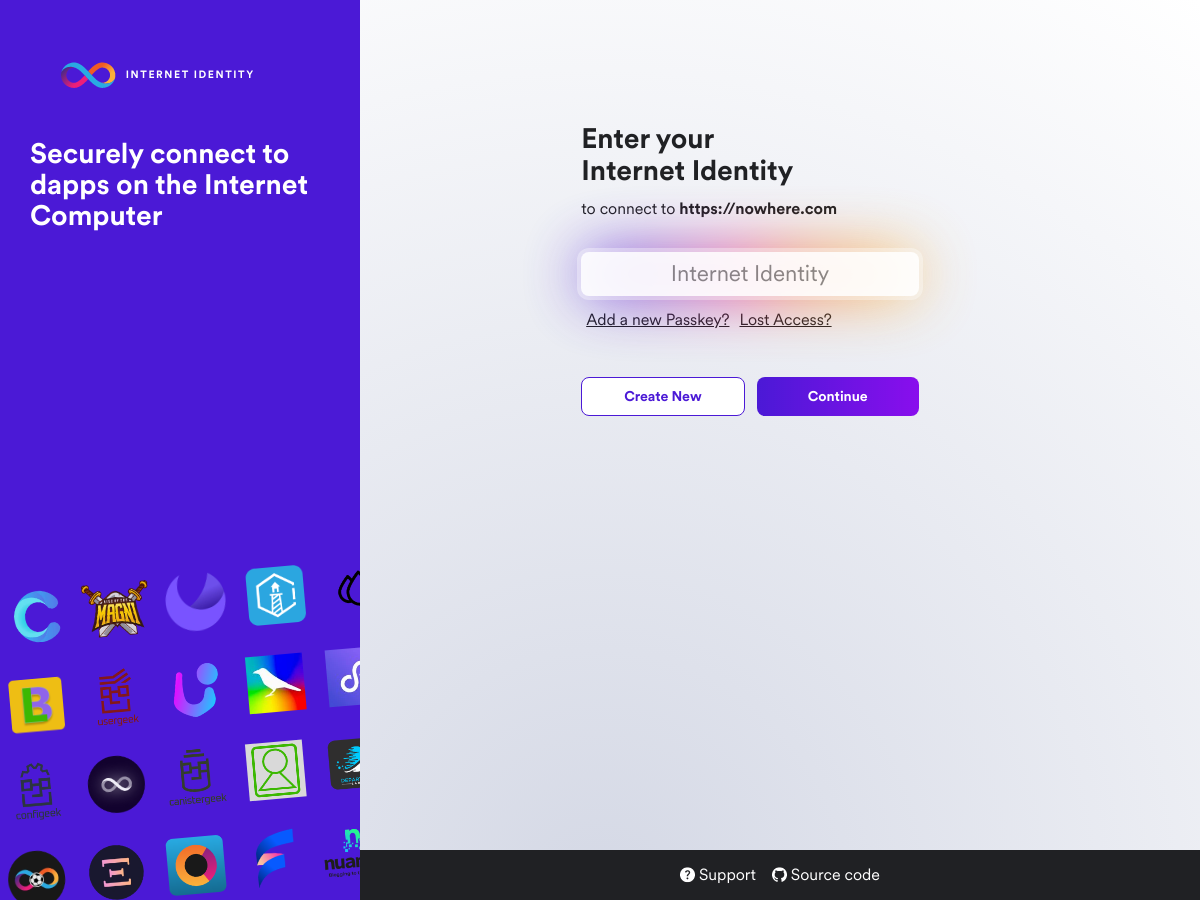 INTERNET IDENTITY
Securely connect to
dapps on the Internet
Computer
Enter your
Internet Identity
to connect to https://nowhere.com
Internet Identity
Add a new Passkey? Lost Access?
Create New Continue
MAGNI
B
Support Source code